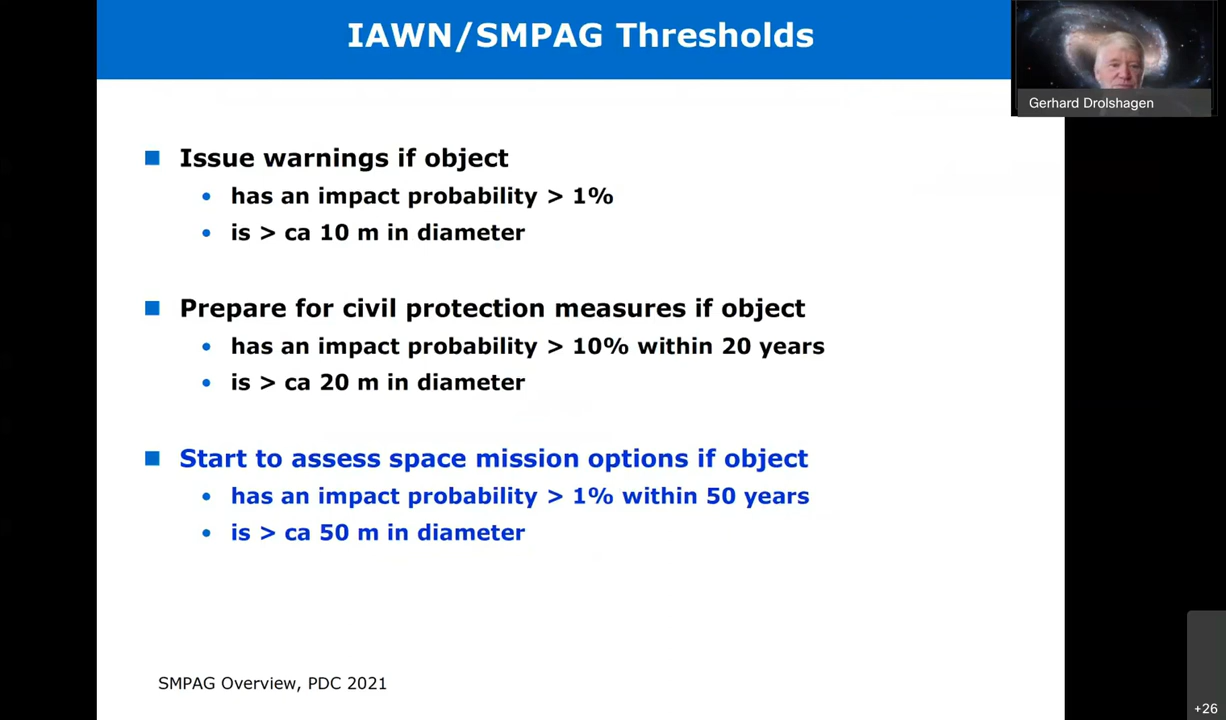 IAWN/SMPAG Thresholds
Gerhard Drolshagen
Issue warnings if object
has an impact probability > 1%
is > ca 10 m in diameter
Prepare for civil protection measures if object
has an impact probability > 10% within 20 years
is > ca 20 m in diameter
Start to assess space mission options if object
has an impact probability > 1% within 50 years
is > ca 50 m in diameter
SMPAG Overview, PDC 2021
+26